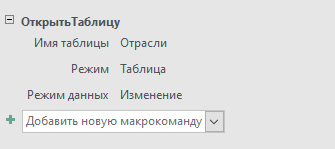 ОткрытьТаблицу
Имя таблицы Отрасли
Режим Таблица
Режим данных Изменение
Добавить новую макрокоманду